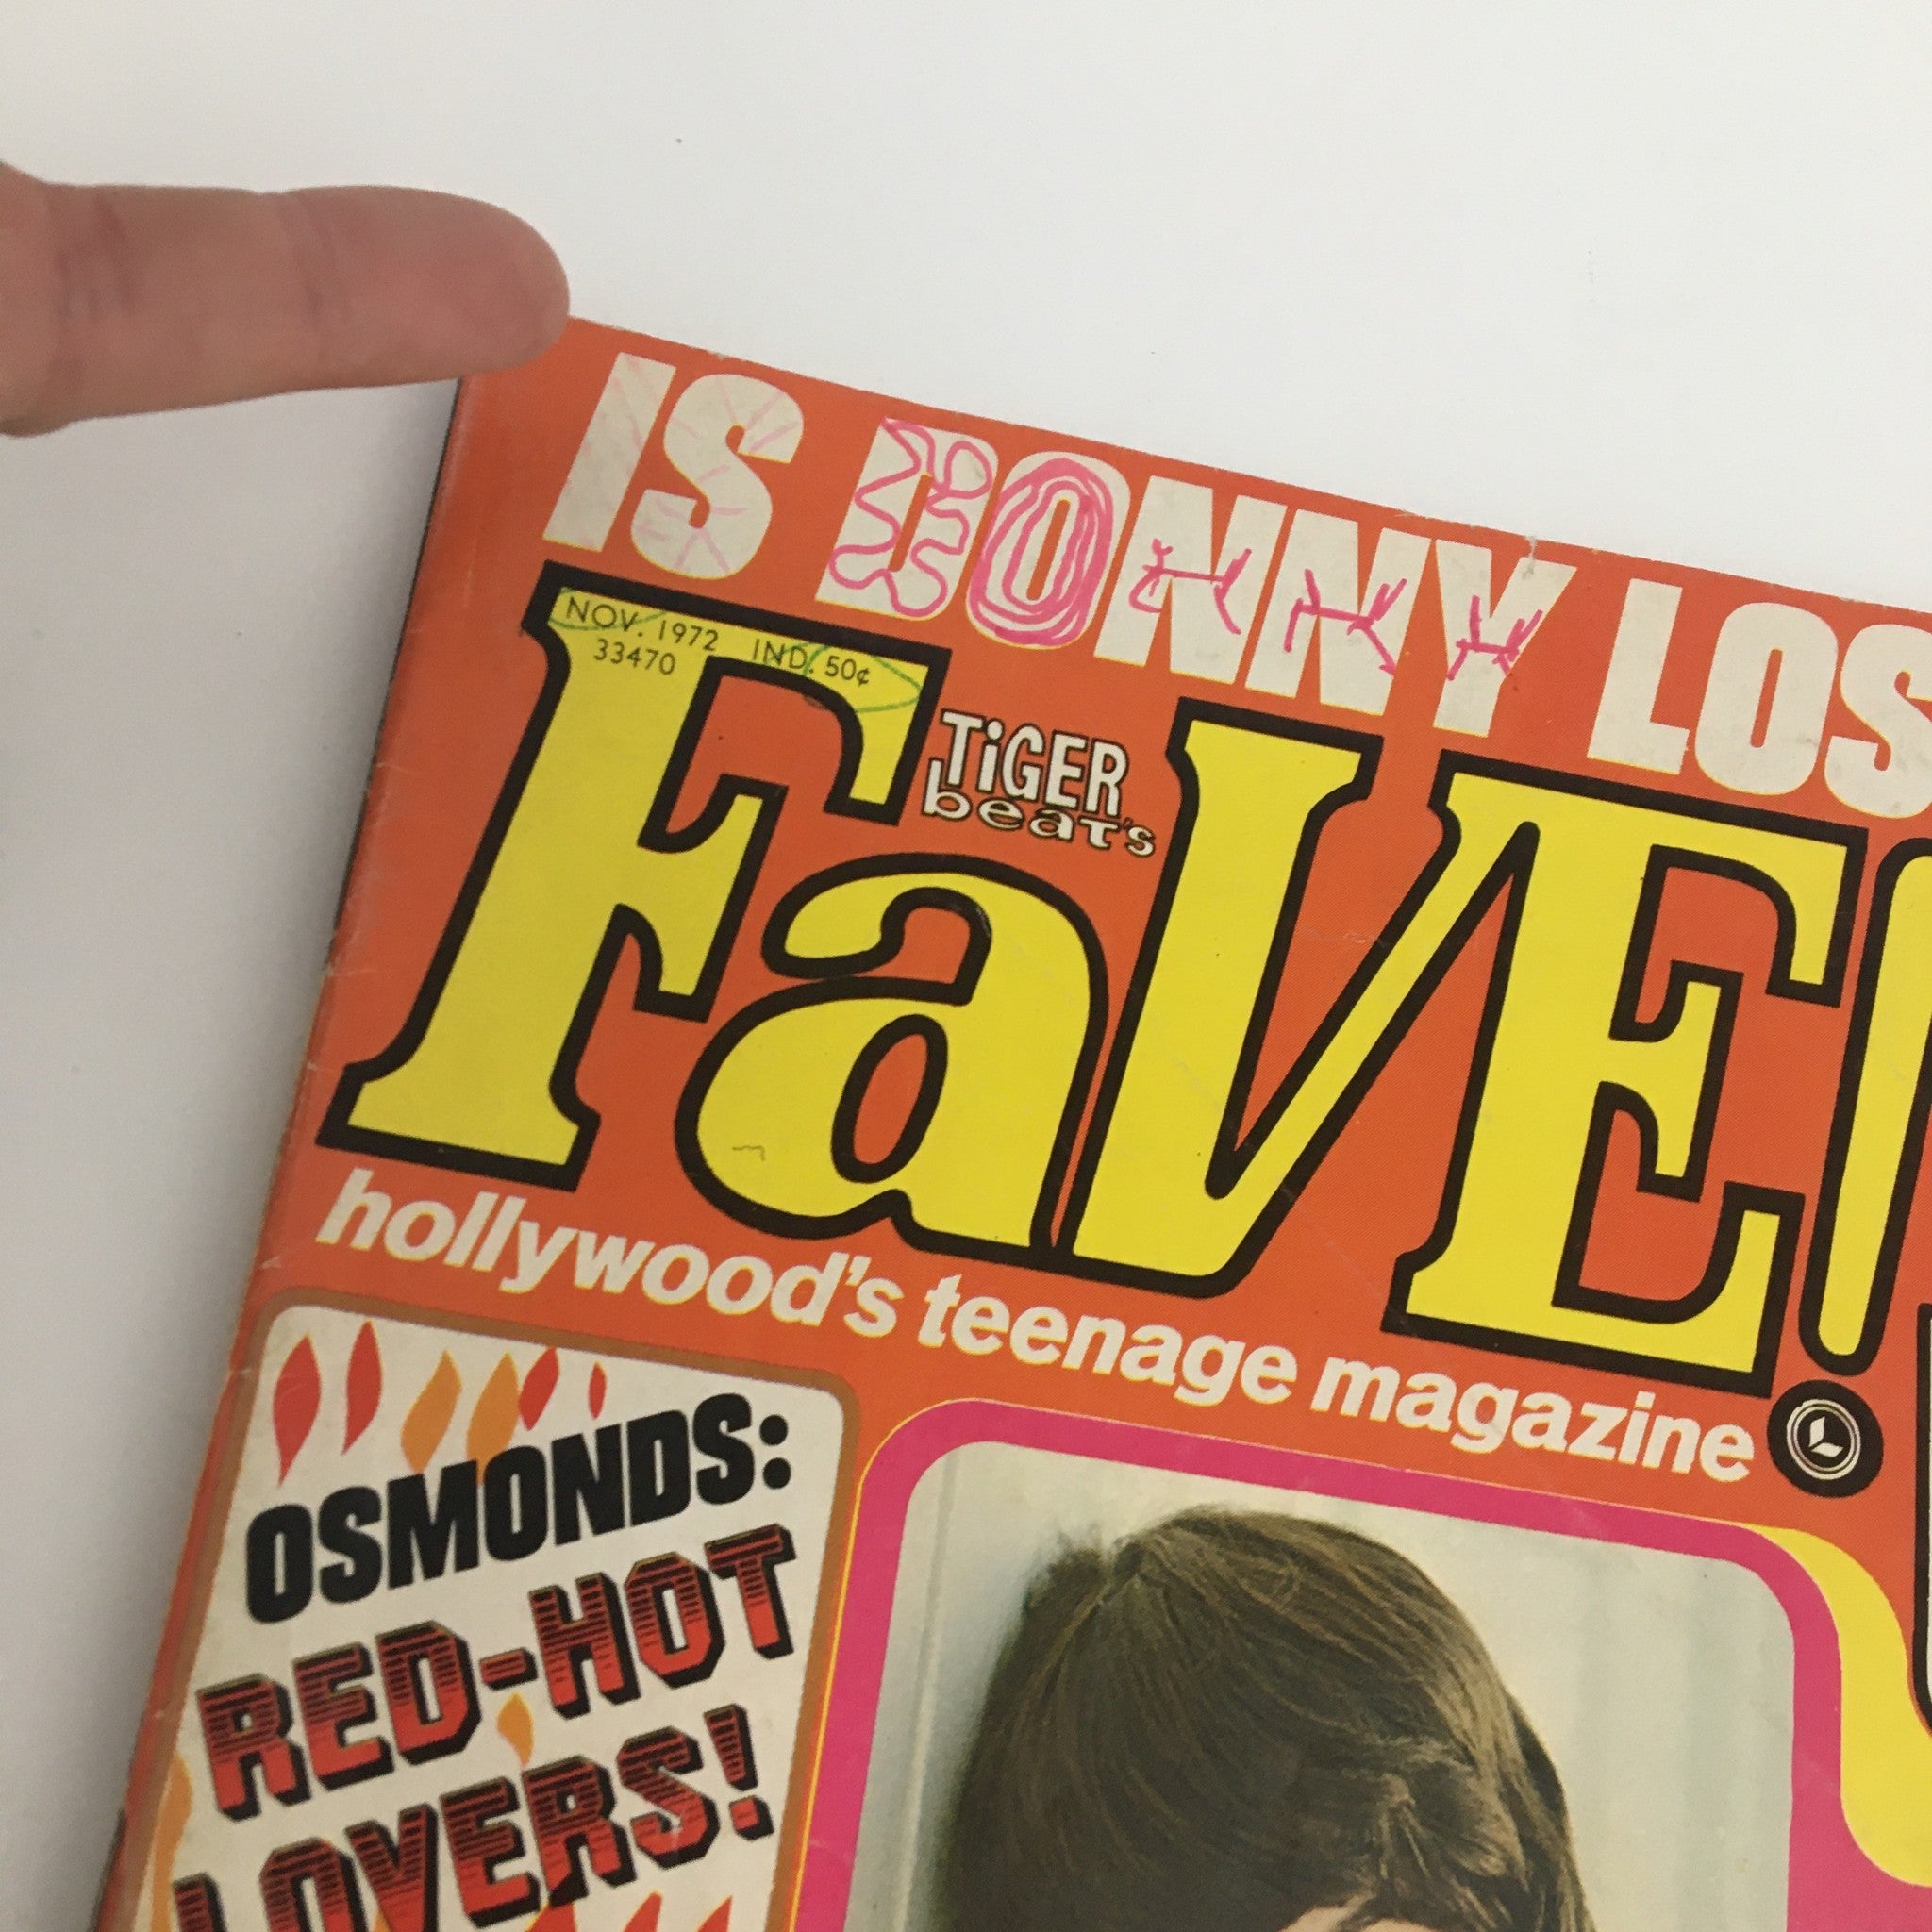 IS DONNY LOS
NOV. 1972 IND. 50¢
33470
TiGER
beat's
FaVE!
hollywood's teenage magazine
OSMONDS:
RED-HOT
LOVERS!